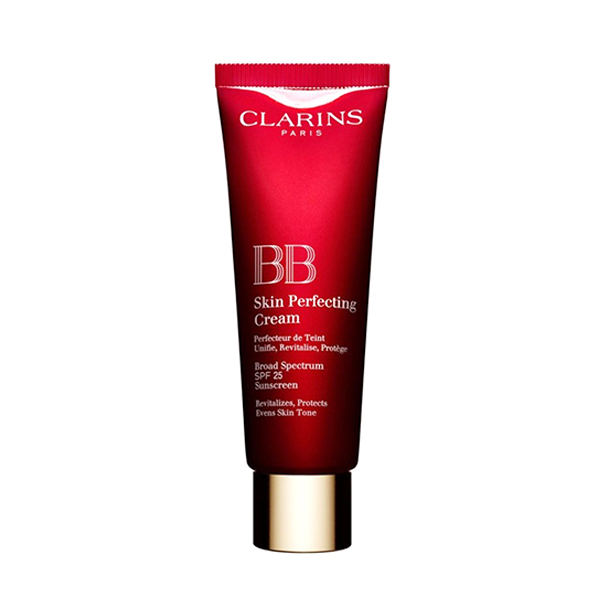 CLARINS
PARIS
BB
Skin Perfecting
Cream
Perfecteur de Teint
Unifie, Revitalise, Protège
Broad Spectrum
SPF 25
Sunscreen
Revitalizes, Protects
Evens Skin Tone